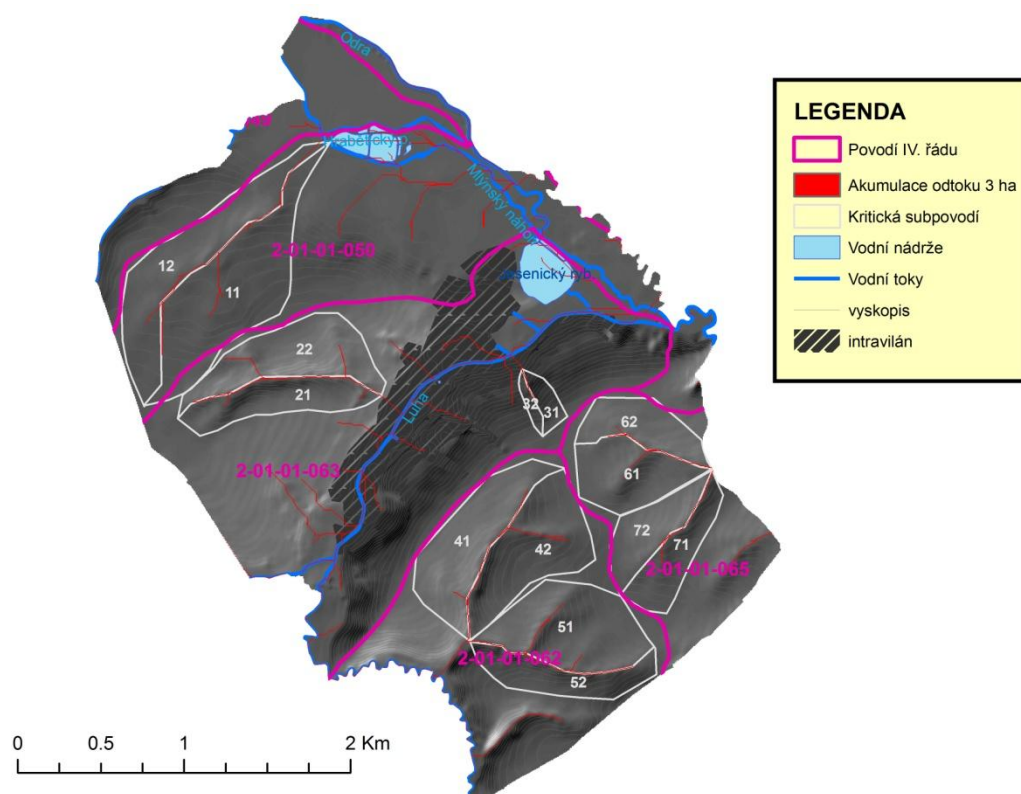 Odra
Mlýnský náhon
LEGENDA
Povodí IV. řádu
Akumulace odtoku 3 ha
Kritická subpovodí
Vodní nádrže
Vodní toky
vyskopis
intravilán
2-01-01-056
12
11
22
21
Luha
32
31
62
61
2-01-01-063
41
42
72
71
2-01-01-065
51
2-01-01-062
52
0 0.5 1 2 Km